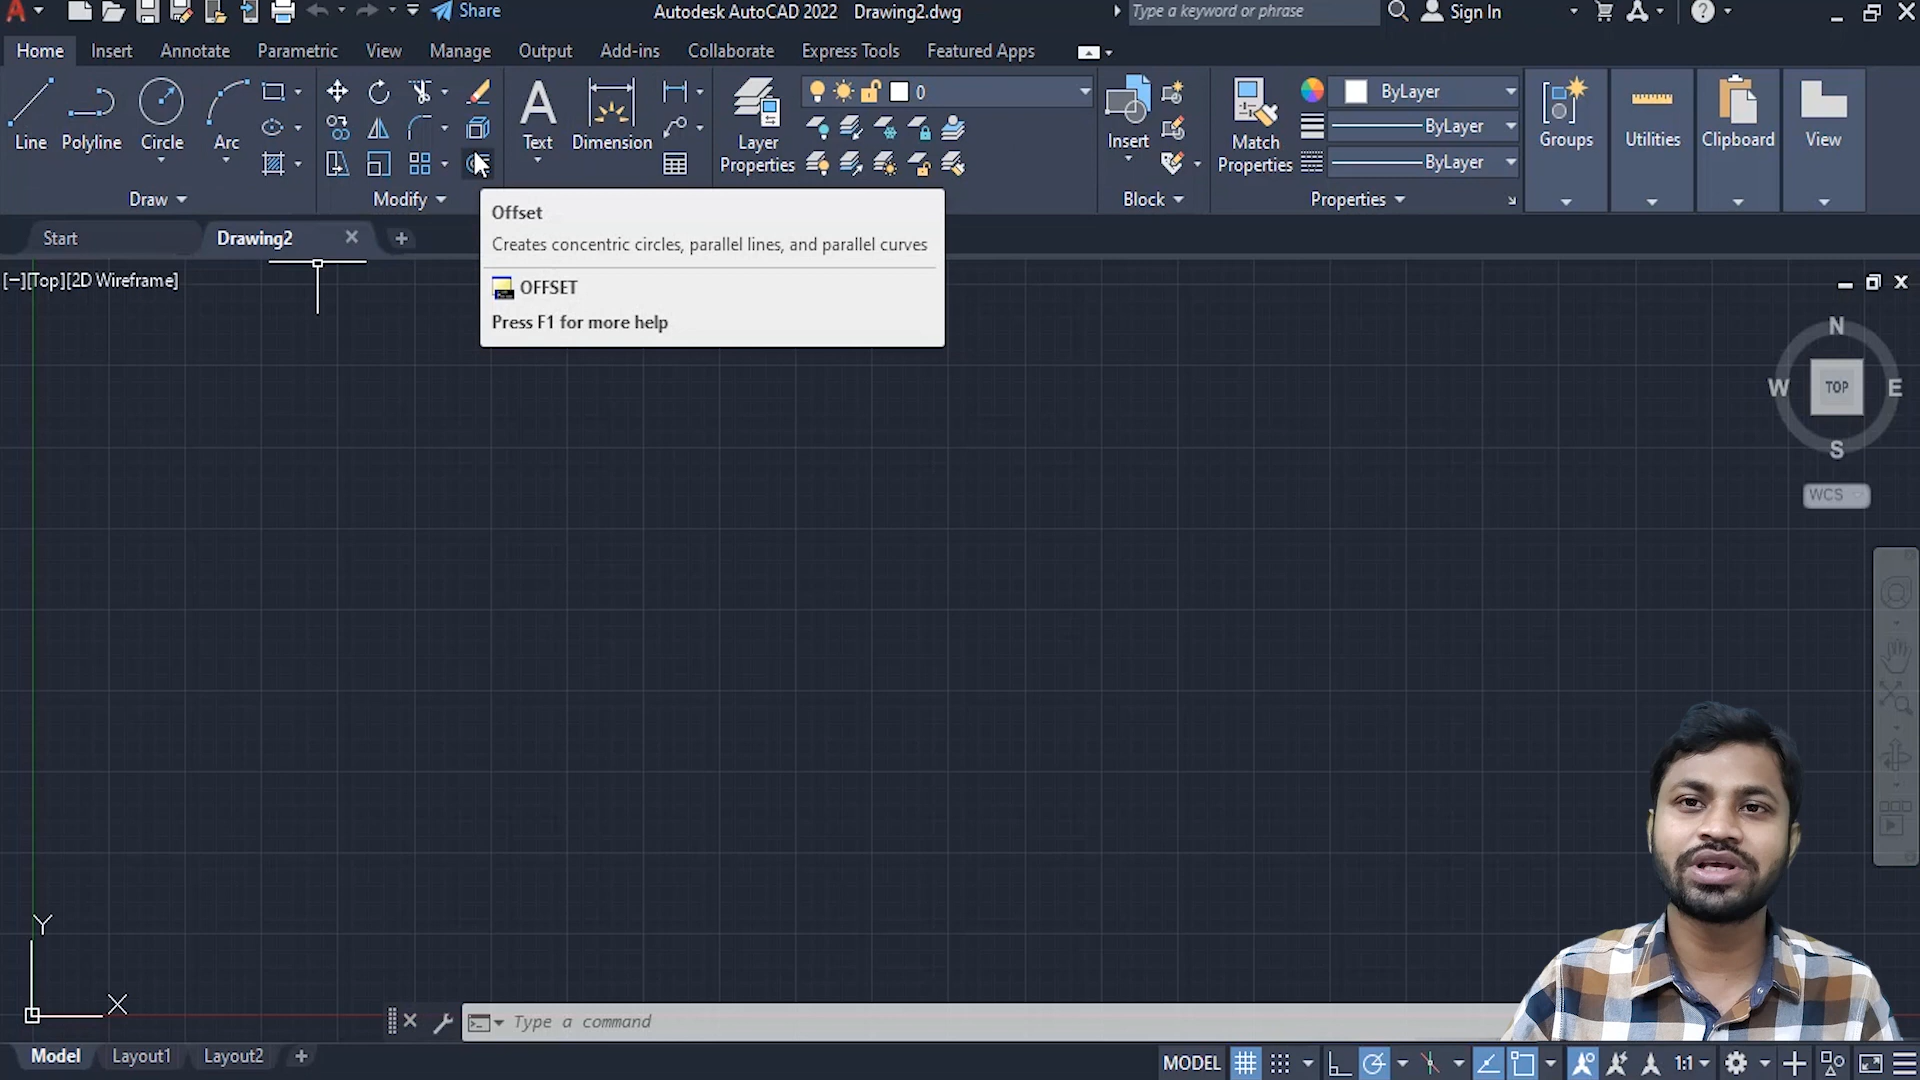 Share
Autodesk AutoCAD 2022 Drawing2.dwg
Type a keyword or phrase
Sign In
Home Insert Annotate Parametric View Manage Output Add-ins Collaborate Express Tools Featured Apps
Line Polyline Circle Arc
Text Dimension
Layer Properties
0
Insert
Match Properties
ByLayer
ByLayer
ByLayer
Groups Utilities Clipboard View
Draw Modify Block Properties
Start Drawing2
Offset
Creates concentric circles, parallel lines, and parallel curves
OFFSET
Press F1 for more help
[−][Top][2D Wireframe]
N
W TOP E
S
WCS
Y
X
Type a command
Model Layout1 Layout2
MODEL 1:1